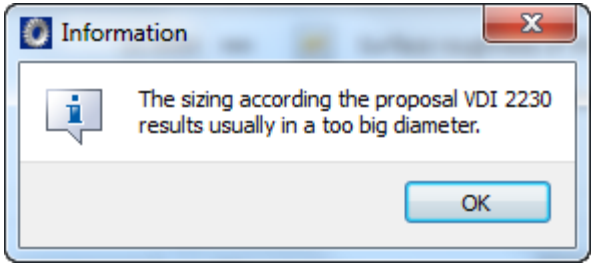 Information
The sizing according the proposal VDI 2230
results usually in a too big diameter.
OK